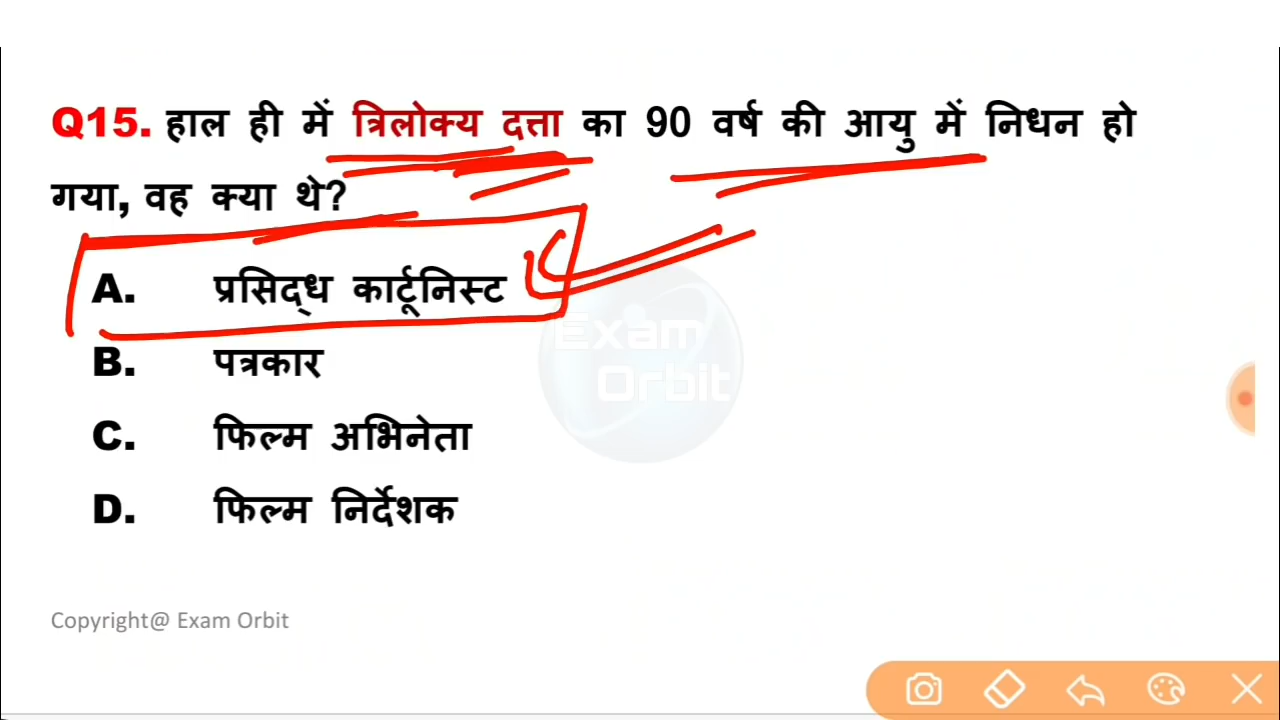 Q15. हाल ही में त्रिलोक्य दत्ता का 90 वर्ष की आयु में निधन हो
गया, वह क्या थे?
A. प्रसिद्ध कार्टूनिस्ट
B. पत्रकार
C. फिल्म अभिनेता
D. फिल्म निर्देशक
Exam
Orbit
Copyright@ Exam Orbit